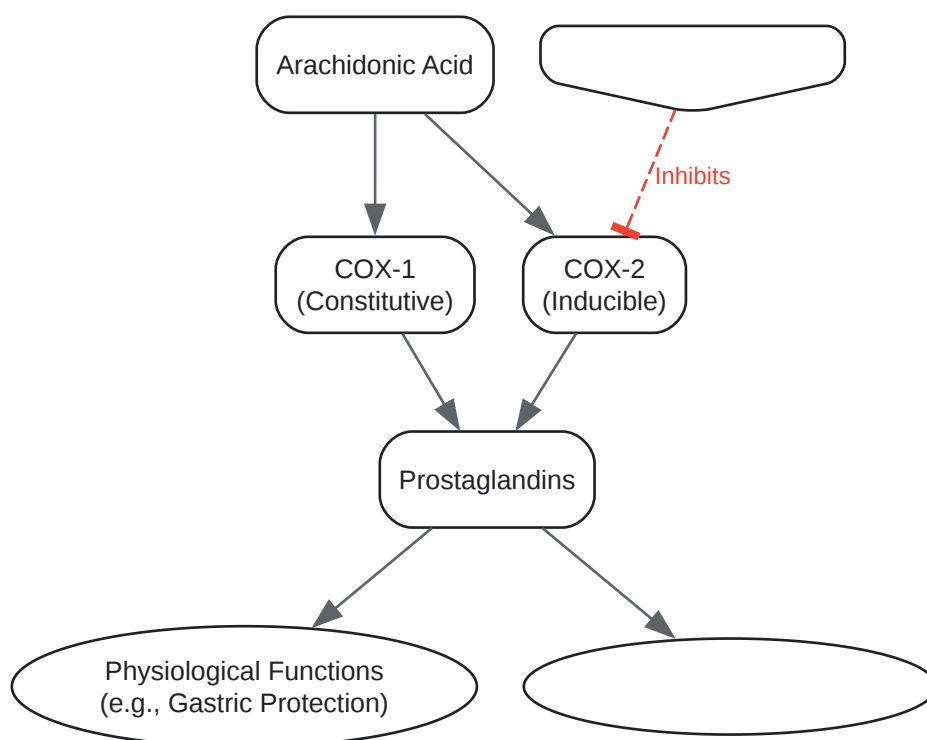 Arachidonic Acid
Inhibits
COX-1
(Constitutive)
COX-2
(Inducible)
Prostaglandins
Physiological Functions
(e.g., Gastric Protection)